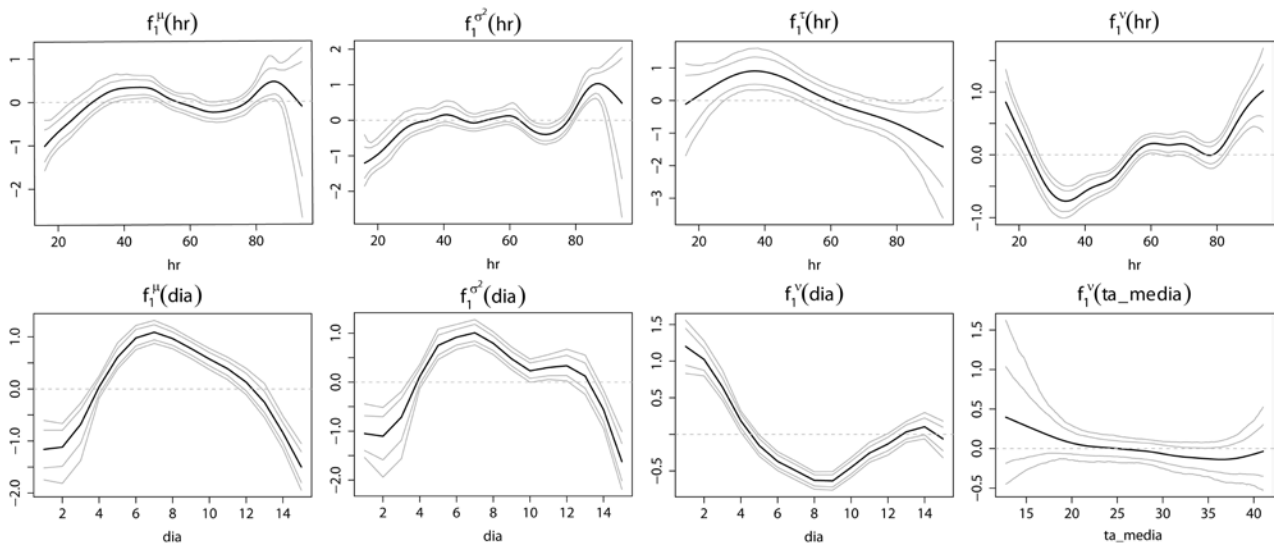 f₁^μ(hr)
1
0
−2
20 40 60 80
hr
f₁^σ²(hr)
2
1
0
−1
−2
20 40 60 80
hr
f₁^τ(hr)
1
0
−1
−2
−3
20 40 60 80
hr
f₁^ν(hr)
1.0
0.0
−1.0
20 40 60 80
hr
f₁^μ(dia)
1.0
0.0
−1.0
−2.0
2 4 6 8 10 12 14
dia
f₁^σ²(dia)
1.0
0.0
−1.0
−2.0
2 4 6 8 10 12 14
dia
f₁^ν(dia)
1.5
1.0
0.5
−0.5
2 4 6 8 10 12 14
dia
f₁^ν(ta_media)
1.5
1.0
0.5
0.0
−0.5
15 20 25 30 35 40
ta_media